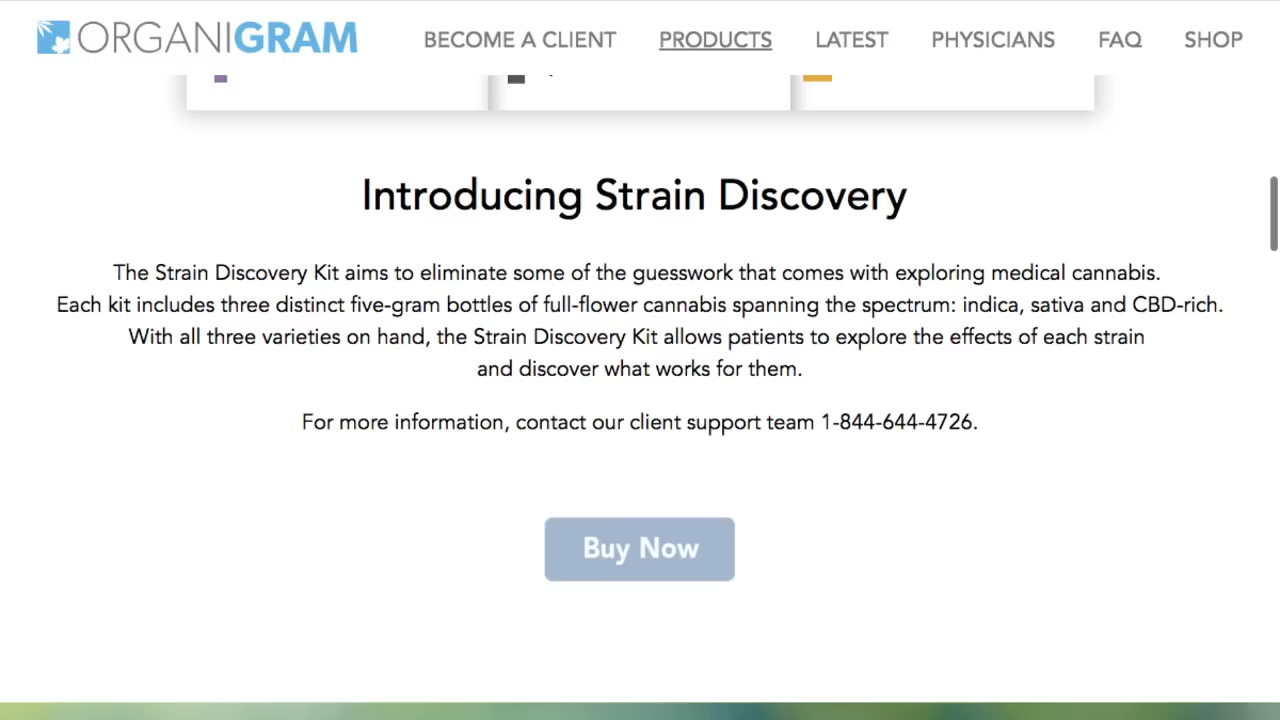 ORGANIGRAM BECOME A CLIENT PRODUCTS LATEST PHYSICIANS FAQ SHOP
Introducing Strain Discovery
The Strain Discovery Kit aims to eliminate some of the guesswork that comes with exploring medical cannabis.
Each kit includes three distinct five-gram bottles of full-flower cannabis spanning the spectrum: indica, sativa and CBD-rich.
With all three varieties on hand, the Strain Discovery Kit allows patients to explore the effects of each strain
and discover what works for them.
For more information, contact our client support team 1-844-644-4726.
Buy Now